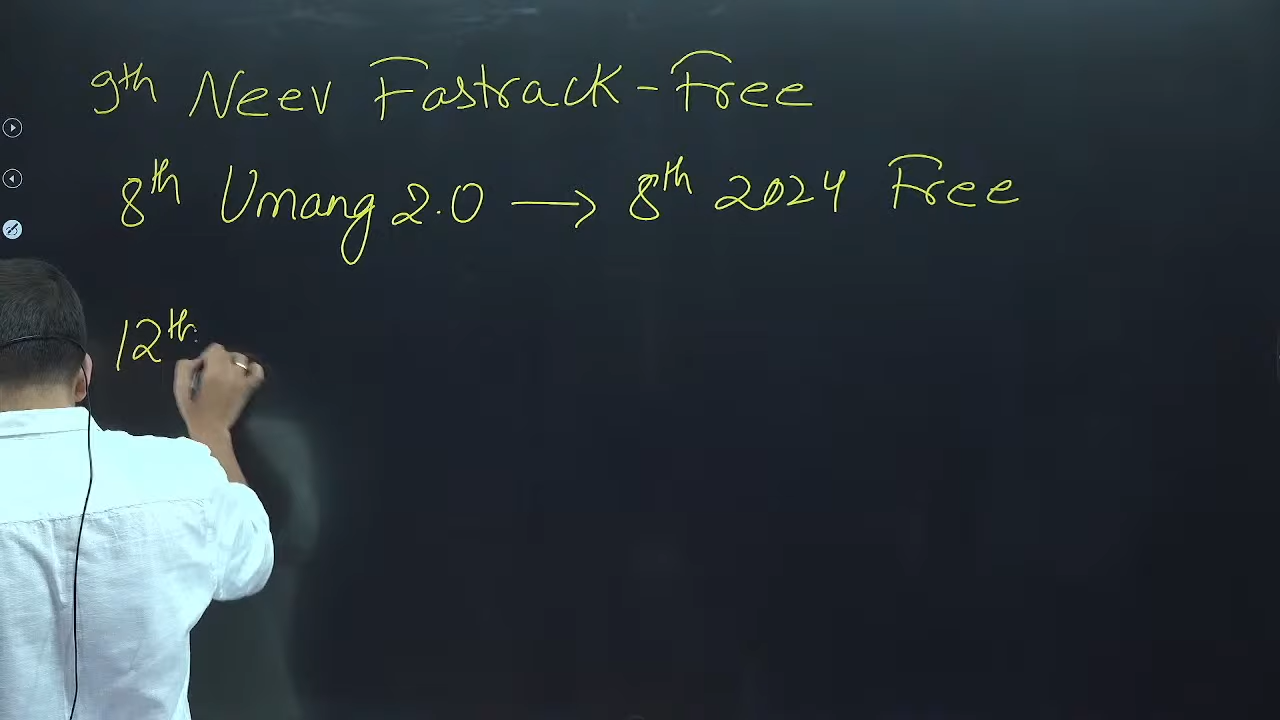 9th Neev Fastrack - Free
8th Umang 2.0 → 8th 2024 Free
12th